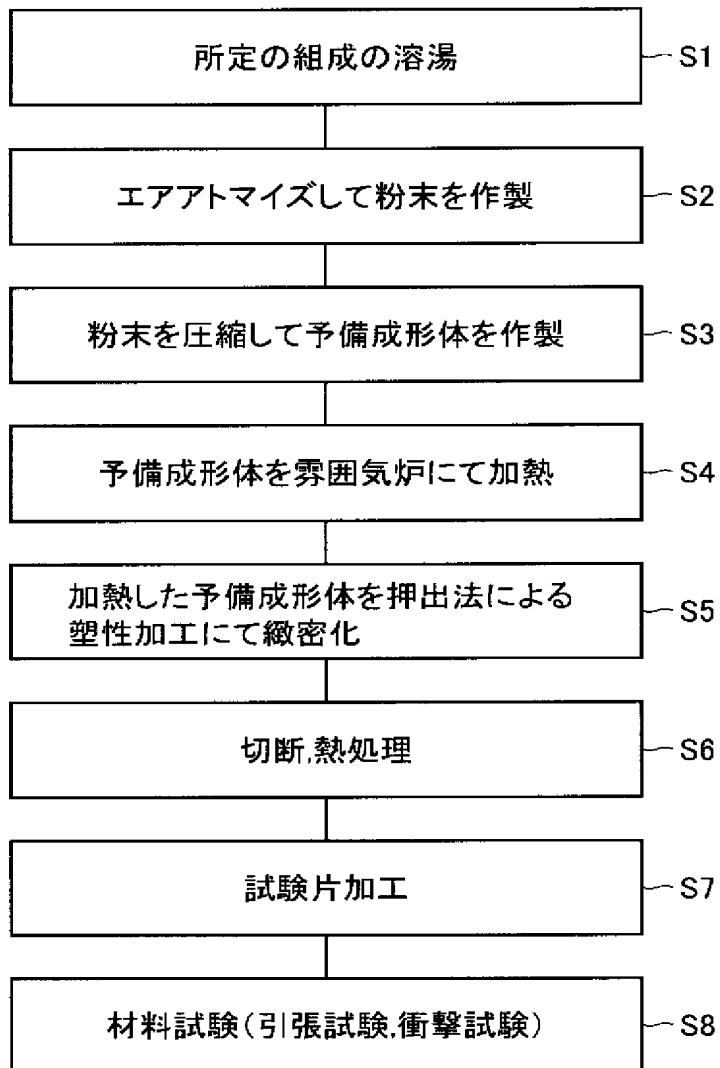 所定の組成の溶湯 S1
エアアトマイズして粉末を作製 S2
粉末を圧縮して予備成形体を作製 S3
予備成形体を雰囲気炉にて加熱 S4
加熱した予備成形体を押出法による
塑性加工にて緻密化 S5
切断,熱処理 S6
試験片加工 S7
材料試験(引張試験,衝撃試験) S8